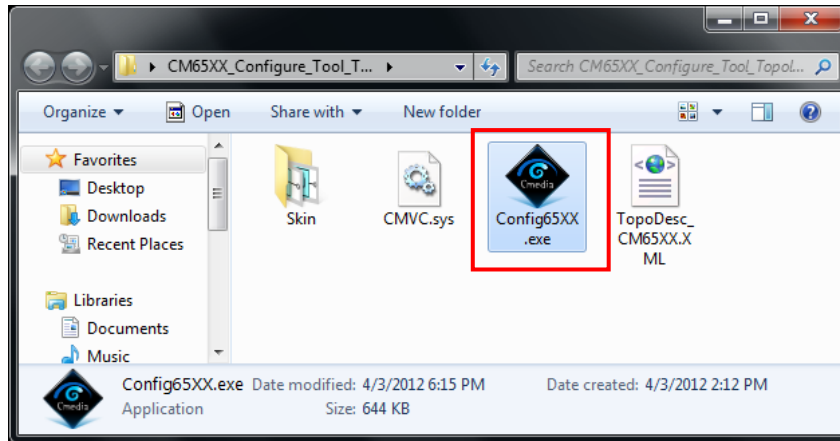 CM65XX_Configure_Tool_T...
Search CM65XX_Configure_Tool_Topol...
Organize Open Share with New folder
Favorites
Desktop
Downloads
Recent Places
Libraries
Documents
Music
Skin
CMVC.sys
Cmedia
Config65XX
.exe
TopoDesc_
CM65XX.X
ML
Cmedia
Config65XX.exe Date modified: 4/3/2012 6:15 PM Date created: 4/3/2012 2:12 PM
Application Size: 644 KB